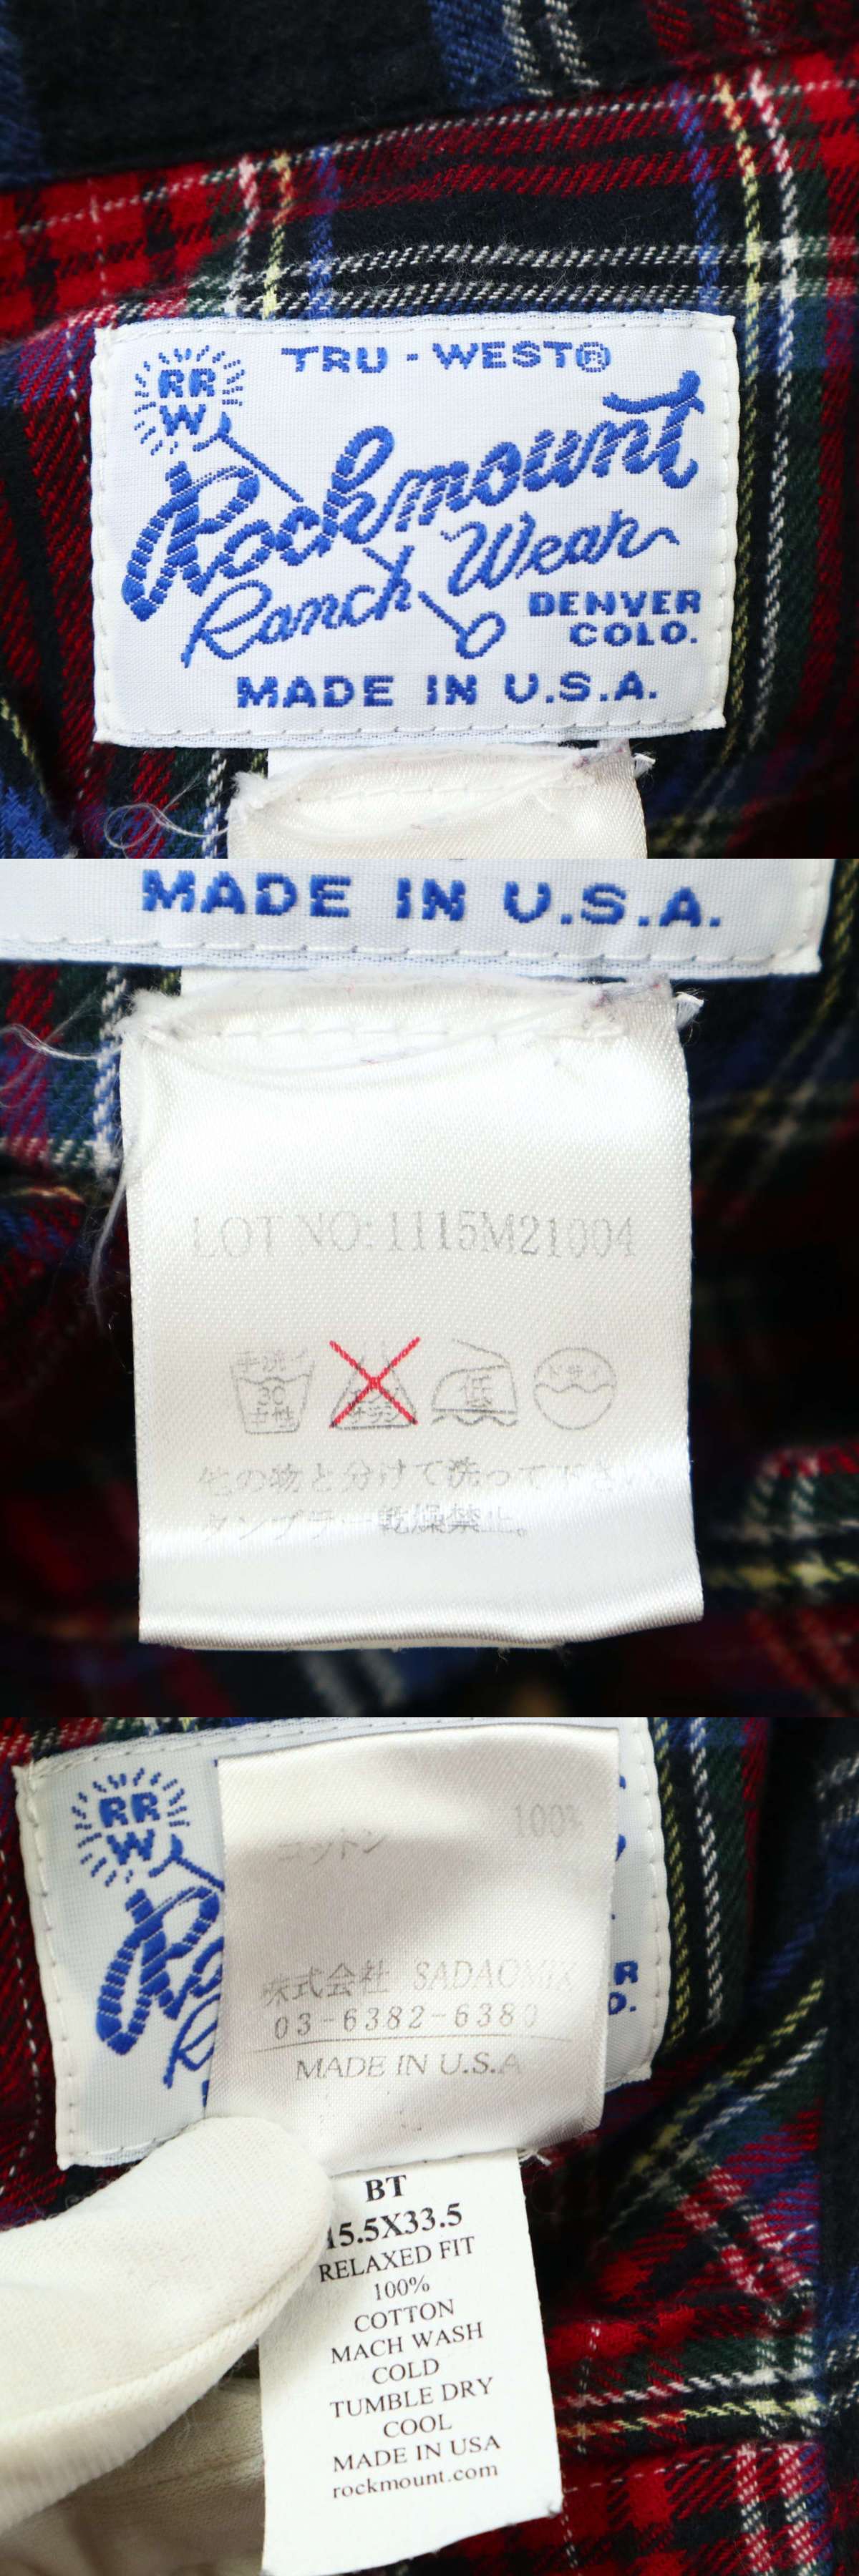 TRU - WEST®
RR
W
Rockmount
Ranch Wear
DENVER
COLO.
MADE IN U.S.A.
MADE IN U.S.A.
LOT NO: 1115M21004
手洗イ
30
中性
低
ドライ
他の物と分けて洗って下さい
タンブラー乾燥禁止。
RR
W
コットン 100%
株式会社 SADAOMIX
03-6382-6380
MADE IN U.S.A
BT
15.5X33.5
RELAXED FIT
100%
COTTON
MACH WASH
COLD
TUMBLE DRY
COOL
MADE IN USA
rockmount.com